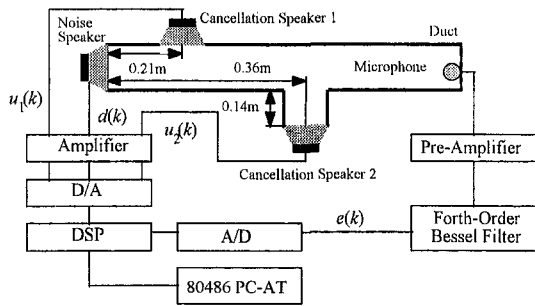 Cancellation Speaker 1
Noise
Speaker
Duct
0.21m
0.36m
Microphone
0.14m
u1(k)
d(k)
u2(k)
Amplifier
Pre-Amplifier
Cancellation Speaker 2
D/A
DSP
A/D
e(k)
Forth-Order
Bessel Filter
80486 PC-AT